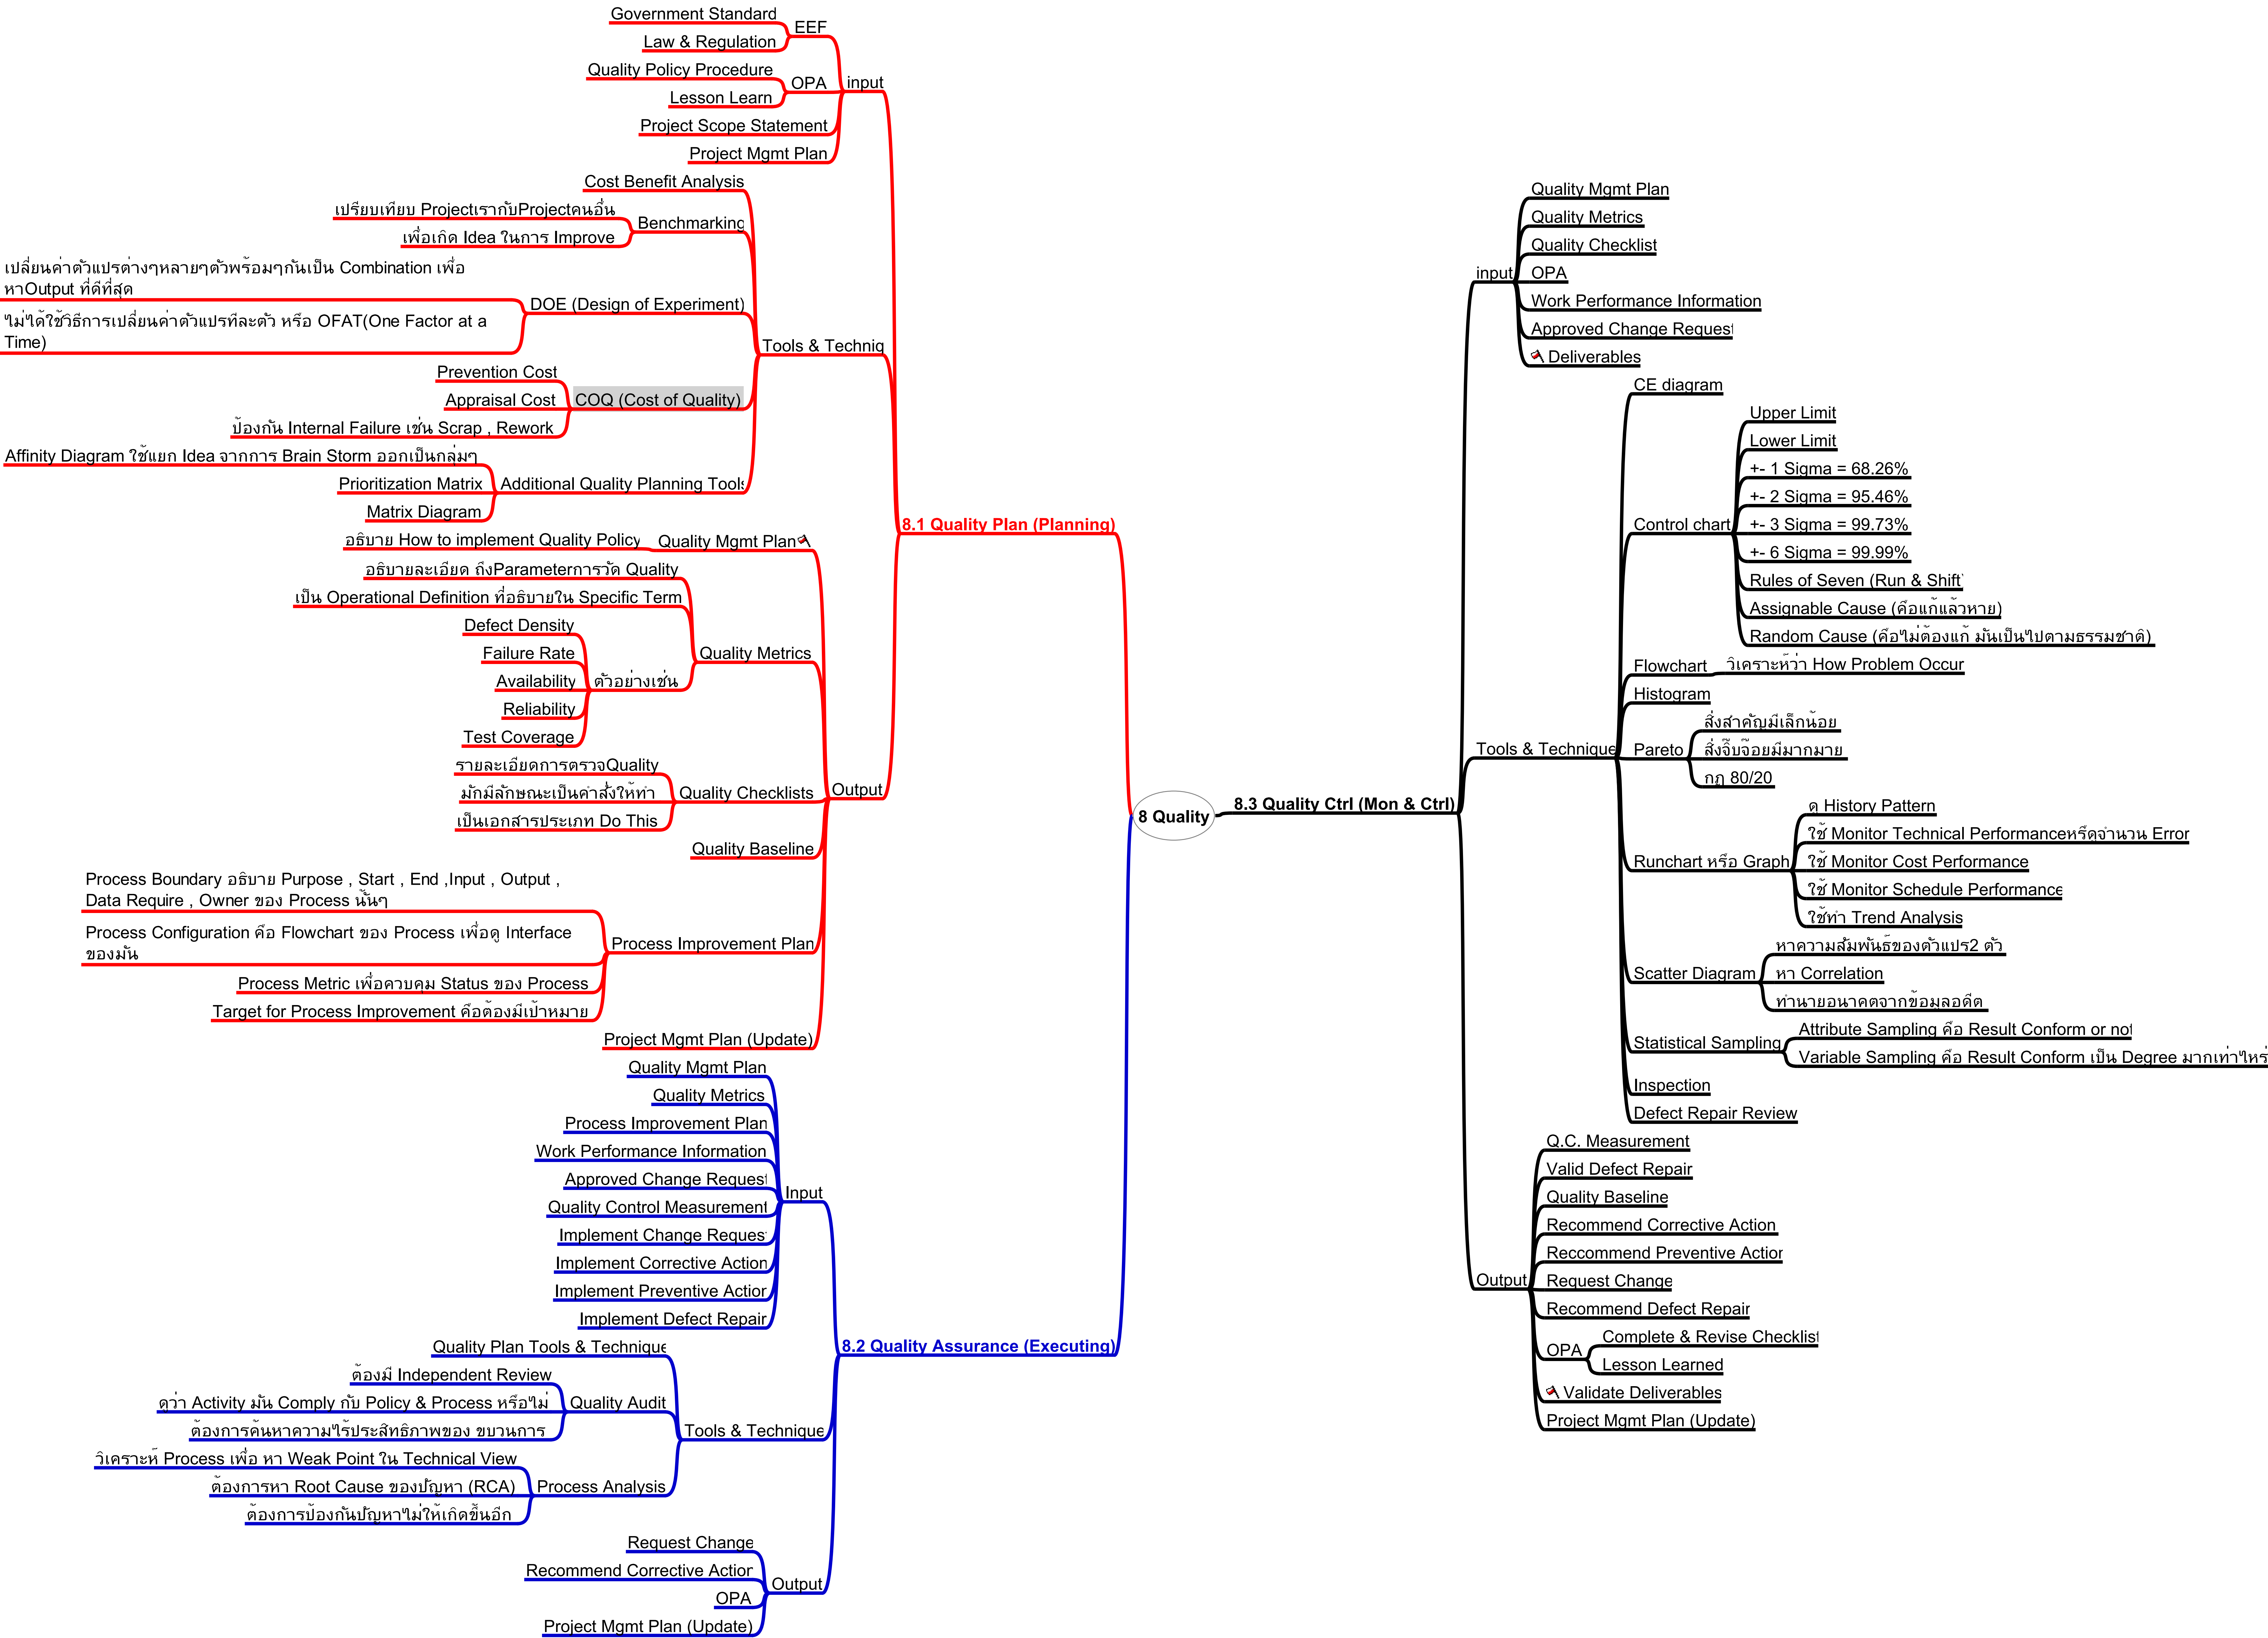 8 Quality
8.1 Quality Plan (Planning)
input
EEF
Government Standard
Law & Regulation
OPA
Quality Policy Procedure
Lesson Learn
Project Scope Statement
Project Mgmt Plan
Tools & Techniq
Cost Benefit Analysis
Benchmarking
เปรียบเทียบ ProjectเรากับProjectคนอื่น
เพื่อเกิด Idea ในการ Improve
DOE (Design of Experiment)
เปลี่ยนค่าตัวแปรต่างๆหลายๆตัวพร้อมๆกันเป็น Combination เพื่อ
หาOutput ที่ดีที่สุด
ไม่ได้ใช้วิธีการเปลี่ยนค่าตัวแปรทีละตัว หรือ OFAT(One Factor at a
Time)
COQ (Cost of Quality)
Prevention Cost
Appraisal Cost
ป้องกัน Internal Failure เช่น Scrap , Rework
Additional Quality Planning Tools
Affinity Diagram ใช้แยก Idea จากการ Brain Storm ออกเป็นกลุ่มๆ
Prioritization Matrix
Matrix Diagram
Output
Quality Mgmt Plan
อธิบาย How to implement Quality Policy
Quality Metrics
อธิบายละเอียด ถึงParameterการวัด Quality
เป็น Operational Definition ที่อธิบายใน Specific Term
ตัวอย่างเช่น
Defect Density
Failure Rate
Availability
Reliability
Test Coverage
Quality Checklists
รายละเอียดการตรวจQuality
มักมีลักษณะเป็นคำสั่งให้ทำ
เป็นเอกสารประเภท Do This
Quality Baseline
Process Improvement Plan
Process Boundary อธิบาย Purpose , Start , End ,Input , Output ,
Data Require , Owner ของ Process นั้นๆ
Process Configuration คือ Flowchart ของ Process เพื่อดู Interface
ของมัน
Process Metric เพื่อควบคุม Status ของ Process
Target for Process Improvement คือต้องมีเป้าหมาย
Project Mgmt Plan (Update)
8.2 Quality Assurance (Executing)
Input
Quality Mgmt Plan
Quality Metrics
Process Improvement Plan
Work Performance Information
Approved Change Request
Quality Control Measurement
Implement Change Reques
Implement Corrective Action
Implement Preventive Action
Implement Defect Repair
Tools & Technique
Quality Plan Tools & Technique
Quality Audit
ต้องมี Independent Review
ดูว่า Activity มัน Comply กับ Policy & Process หรือไม่
ต้องการค้นหาความไร้ประสิทธิภาพของ ขบวนการ
Process Analysis
วิเคราะห์ Process เพื่อ หา Weak Point ใน Technical View
ต้องการหา Root Cause ของปัญหา (RCA)
ต้องการป้องกันปัญหาไม่ให้เกิดขึ้นอีก
Output
Request Change
Recommend Corrective Action
OPA
Project Mgmt Plan (Update)
8.3 Quality Ctrl (Mon & Ctrl)
input
Quality Mgmt Plan
Quality Metrics
Quality Checklist
OPA
Work Performance Information
Approved Change Request
Deliverables
Tools & Technique
CE diagram
Control chart
Upper Limit
Lower Limit
+- 1 Sigma = 68.26%
+- 2 Sigma = 95.46%
+- 3 Sigma = 99.73%
+- 6 Sigma = 99.99%
Rules of Seven (Run & Shift)
Assignable Cause (คือแก้แล้วหาย)
Random Cause (คือไม่ต้องแก้ มันเป็นไปตามธรรมชาติ)
Flowchart
วิเคราะห์ว่า How Problem Occur
Histogram
Pareto
สิ่งสำคัญมีเล็กน้อย
สิ่งจิ๊บจ๊อยมีมากมาย
กฎ 80/20
Runchart หรือ Graph
ดู History Pattern
ใช้ Monitor Technical Performanceหรือดูจำนวน Error
ใช้ Monitor Cost Performance
ใช้ Monitor Schedule Performance
ใช้ทำ Trend Analysis
Scatter Diagram
หาความสัมพันธ์ของตัวแปร2 ตัว
หา Correlation
ทำนายอนาคตจากข้อมูลอดีต
Statistical Sampling
Attribute Sampling คือ Result Conform or not
Variable Sampling คือ Result Conform เป็น Degree มากเท่าไหร่
Inspection
Defect Repair Review
Output
Q.C. Measurement
Valid Defect Repair
Quality Baseline
Recommend Corrective Action
Reccommend Preventive Action
Request Change
Recommend Defect Repair
OPA
Complete & Revise Checklist
Lesson Learned
Validate Deliverables
Project Mgmt Plan (Update)